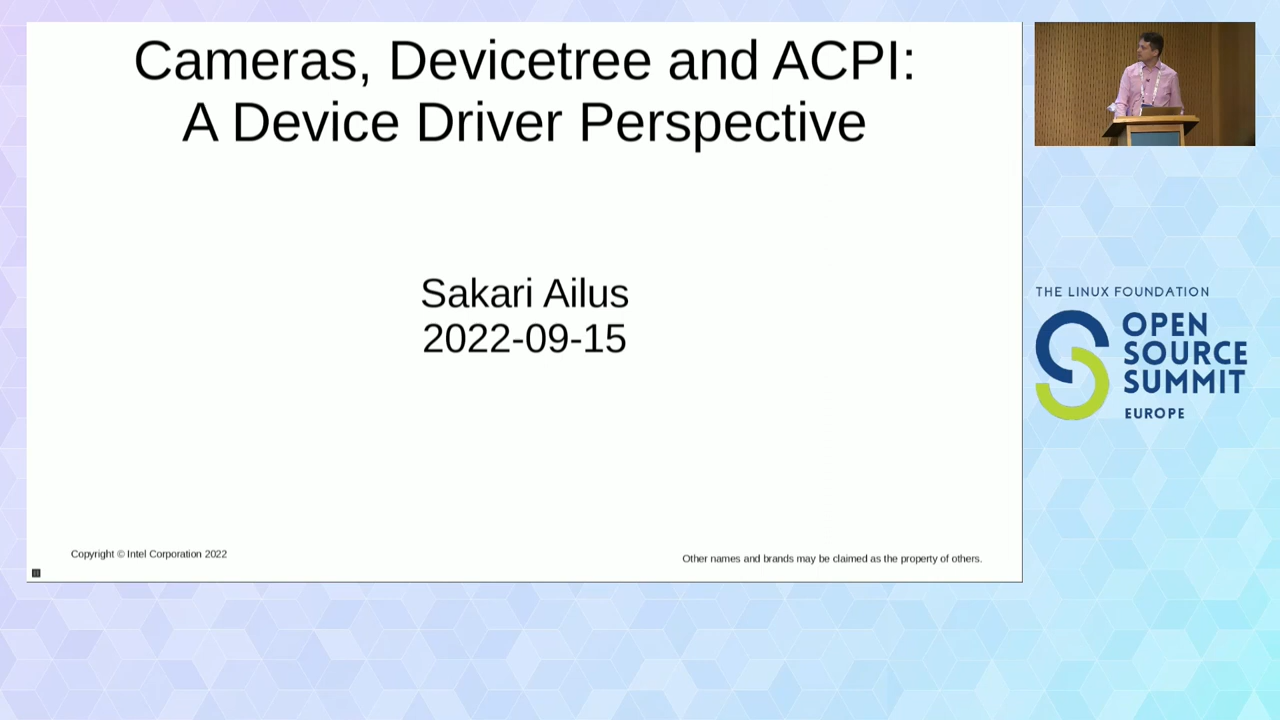 Cameras, Devicetree and ACPI:
A Device Driver Perspective
Sakari Ailus
2022-09-15
Copyright © Intel Corporation 2022
Other names and brands may be claimed as the property of others.
THE LINUX FOUNDATION
OPEN
SOURCE
SUMMIT
EUROPE